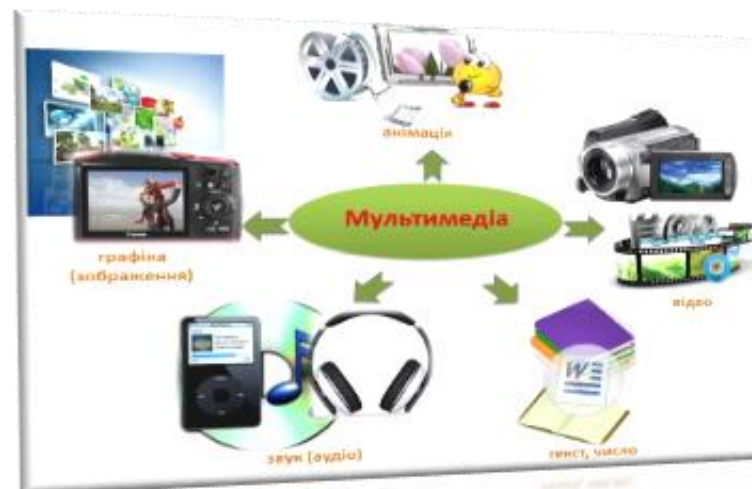 анімація
Мультимедіа
графіка
(зображення)
відео
звук (аудіо)
текст, число
W